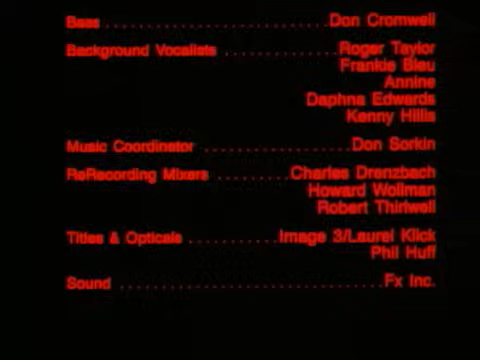 Bass ........................ Don Cromwell
Background Vocalists ............ Roger Taylor
Frankie Bleu
Annine
Daphna Edwards
Kenny Hillis
Music Coordinator ................ Don Sorkin
ReRecording Mixers ........ Charles Drenzbach
Howard Wollman
Robert Thirlwell
Titles & Opticals .......... Image 3/Laurel Klick
Phil Huff
Sound ............................. Fx Inc.